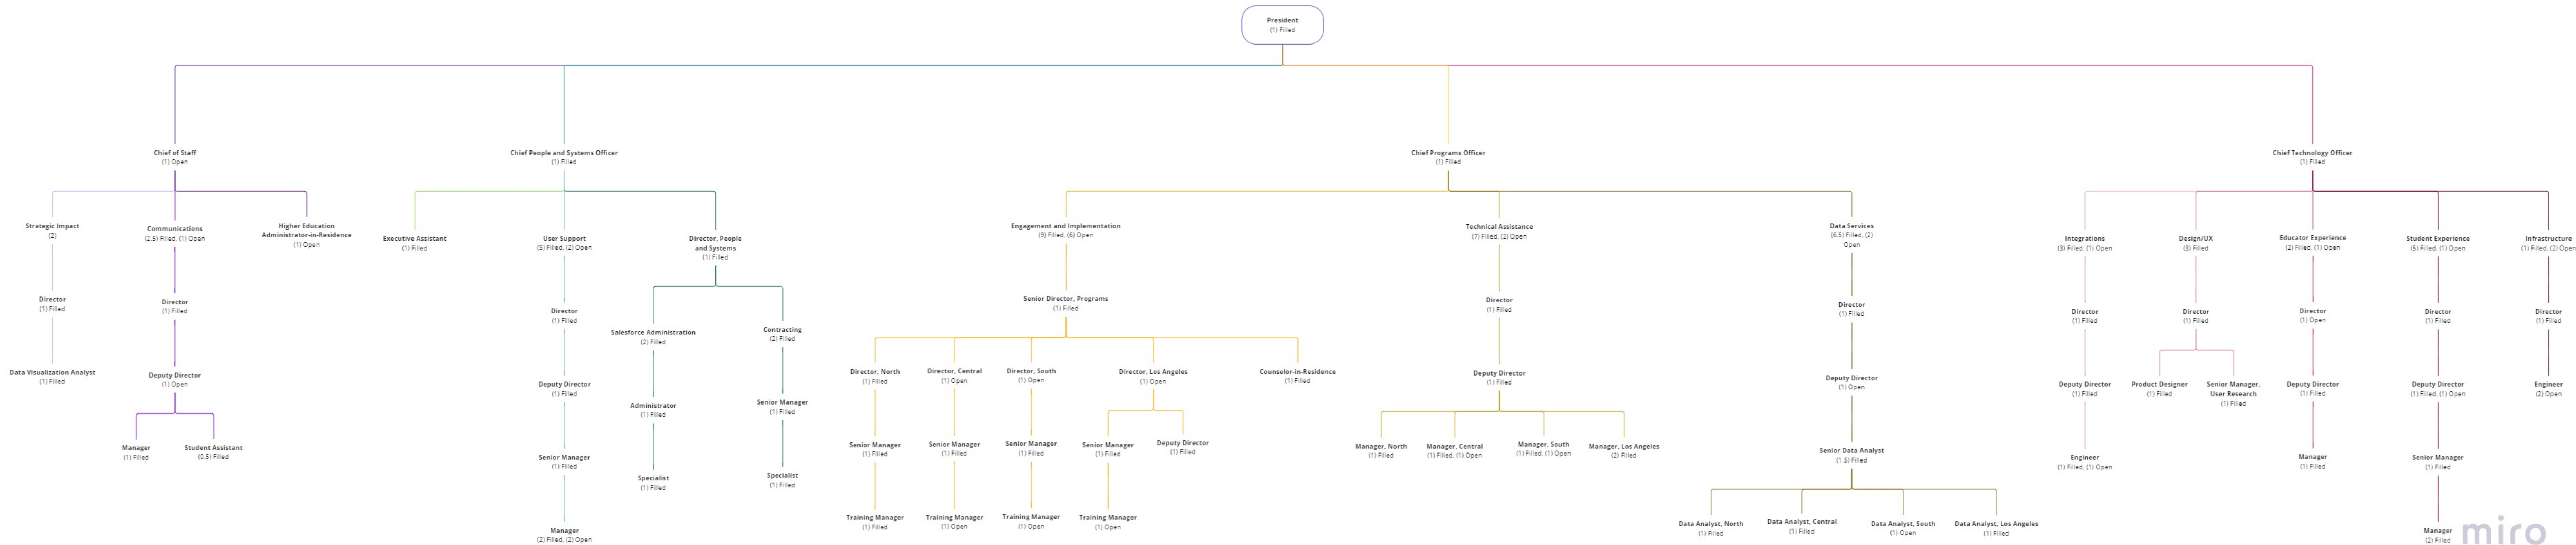 President
(1) Filled
Chief of Staff
(1) Open
Chief People and Systems Officer
(1) Filled
Chief Programs Officer
(1) Filled
Chief Technology Officer
(1) Filled
Strategic Impact
(2)
Communications
(2.5) Filled, (1) Open
Higher Education
Administrator-in-Residence
(1) Open
Executive Assistant
(1) Filled
User Support
(5) Filled, (2) Open
Director, People
and Systems
(1) Filled
Engagement and Implementation
(9) Filled, (6) Open
Technical Assistance
(7) Filled, (2) Open
Data Services
(6.5) Filled, (2)
Open
Integrations
(3) Filled, (1) Open
Design/UX
(3) Filled
Educator Experience
(2) Filled, (1) Open
Student Experience
(5) Filled, (1) Open
Infrastructure
(1) Filled, (2) Open
Director
(1) Filled
Director
(1) Filled
Director
(1) Filled
Salesforce Administration
(2) Filled
Contracting
(2) Filled
Senior Director, Programs
(1) Filled
Director
(1) Filled
Director
(1) Filled
Director
(1) Filled
Director
(1) Filled
Director
(1) Open
Director
(1) Filled
Director
(1) Filled
Data Visualization Analyst
(1) Filled
Deputy Director
(1) Open
Deputy Director
(1) Filled
Administrator
(1) Filled
Senior Manager
(1) Filled
Director, North
(1) Filled
Director, Central
(1) Open
Director, South
(1) Open
Director, Los Angeles
(1) Open
Counselor-in-Residence
(1) Filled
Deputy Director
(1) Filled
Deputy Director
(1) Open
Deputy Director
(1) Filled
Product Designer
(1) Filled
Senior Manager,
User Research
(1) Filled
Deputy Director
(1) Filled
Deputy Director
(1) Filled, (1) Open
Engineer
(2) Open
Manager
(1) Filled
Student Assistant
(0.5) Filled
Senior Manager
(1) Filled
Specialist
(1) Filled
Specialist
(1) Filled
Senior Manager
(1) Filled
Senior Manager
(1) Filled
Senior Manager
(1) Filled
Senior Manager
(1) Filled
Deputy Director
(1) Filled
Manager, North
(1) Filled
Manager, Central
(1) Filled, (1) Open
Manager, South
(1) Filled, (1) Open
Manager, Los Angeles
(2) Filled
Senior Data Analyst
(1.5) Filled
Engineer
(1) Filled, (1) Open
Manager
(1) Filled
Senior Manager
(1) Filled
Manager
(2) Filled, (2) Open
Training Manager
(1) Filled
Training Manager
(1) Open
Training Manager
(1) Open
Training Manager
(1) Open
Data Analyst, North
(1) Filled
Data Analyst, Central
(1) Filled
Data Analyst, South
(1) Open
Data Analyst, Los Angeles
(1) Filled
Manager
(2) Filled
miro